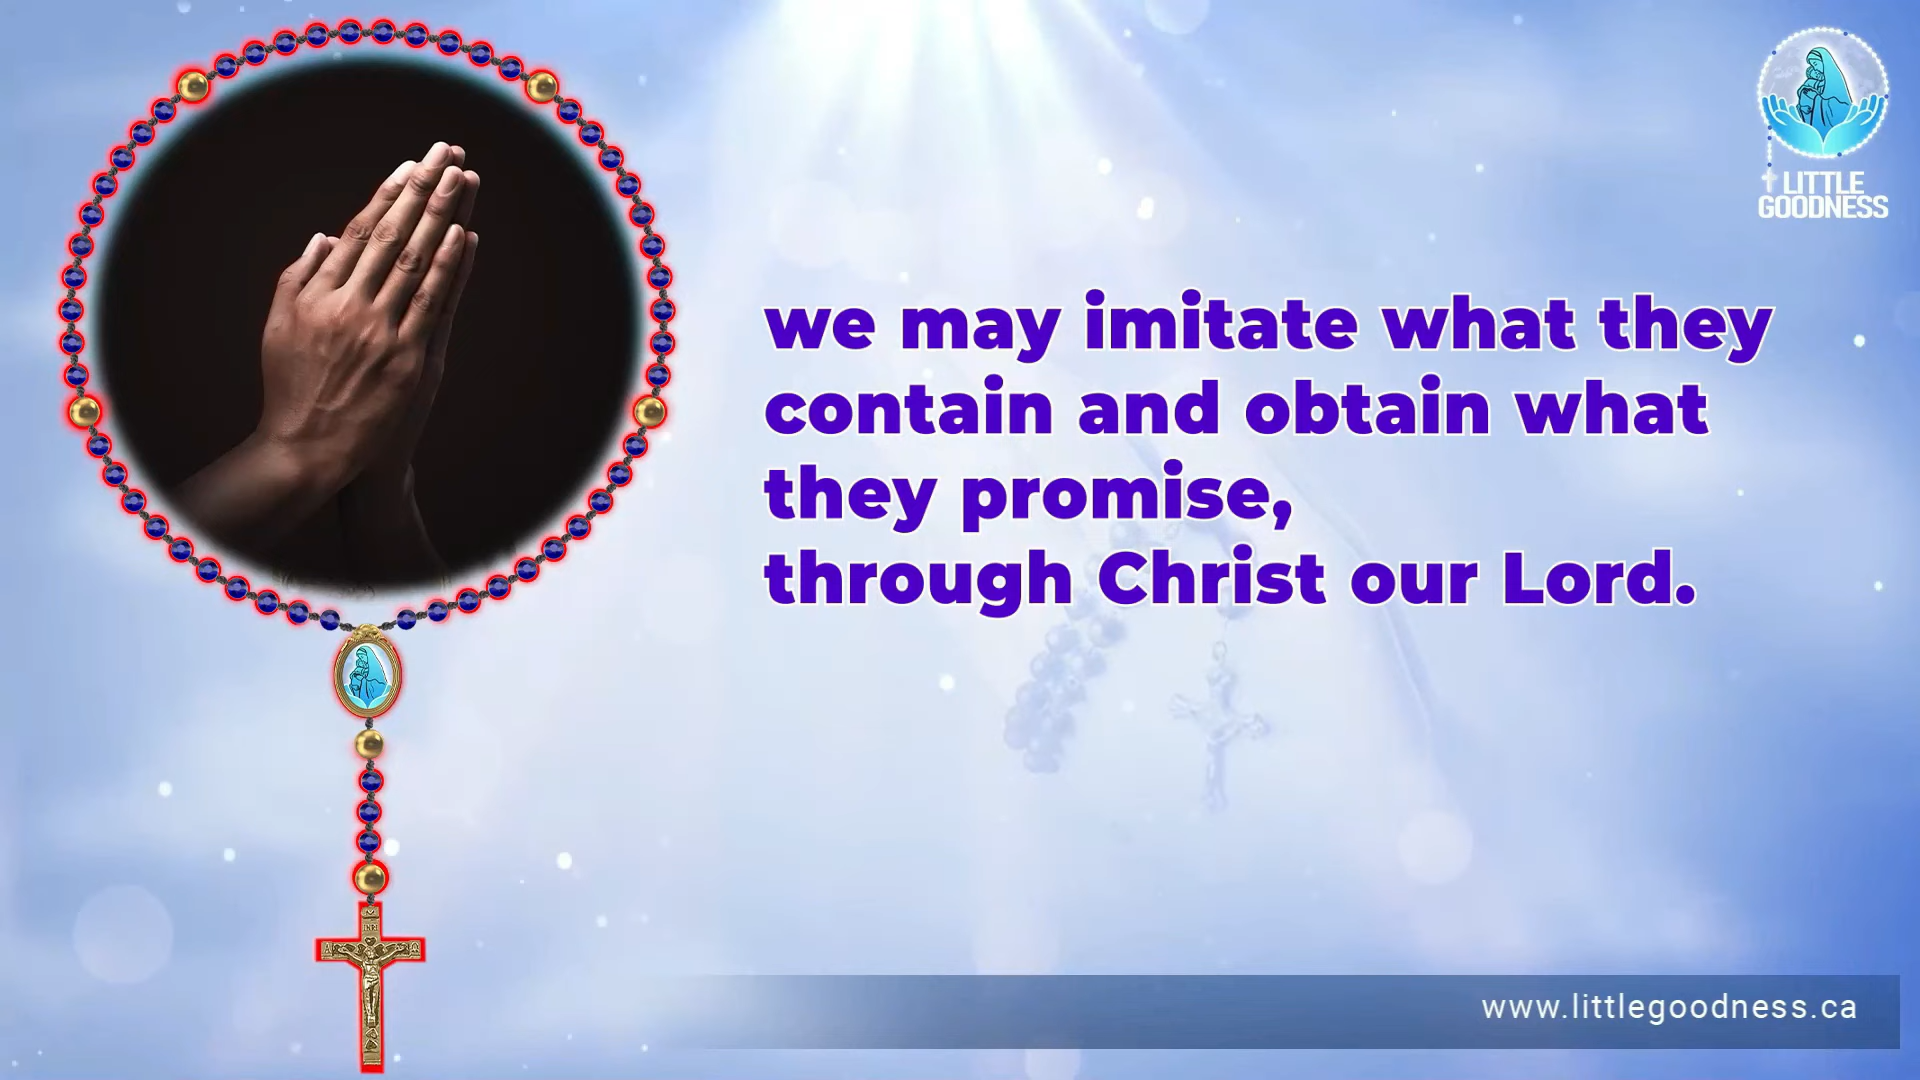 LITTLE
GOODNESS
we may imitate what they
contain and obtain what
they promise,
through Christ our Lord.
INRI
www.littlegoodness.ca